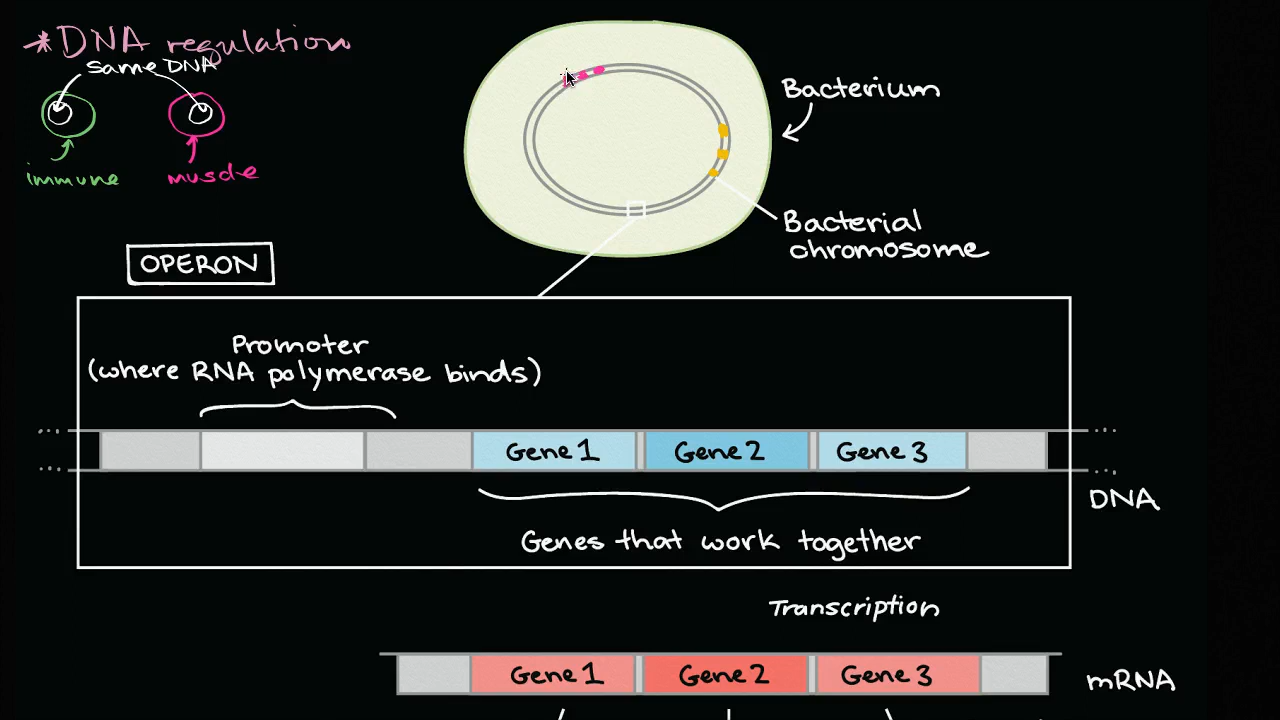 * DNA regulation
same DNA
immune
muscle
Bacterium
Bacterial
chromosome
OPERON
Promoter
(where RNA polymerase binds)
... Gene 1 Gene 2 Gene 3 ...
...
...
DNA
Genes that work together
Transcription
Gene 1 Gene 2 Gene 3
mRNA